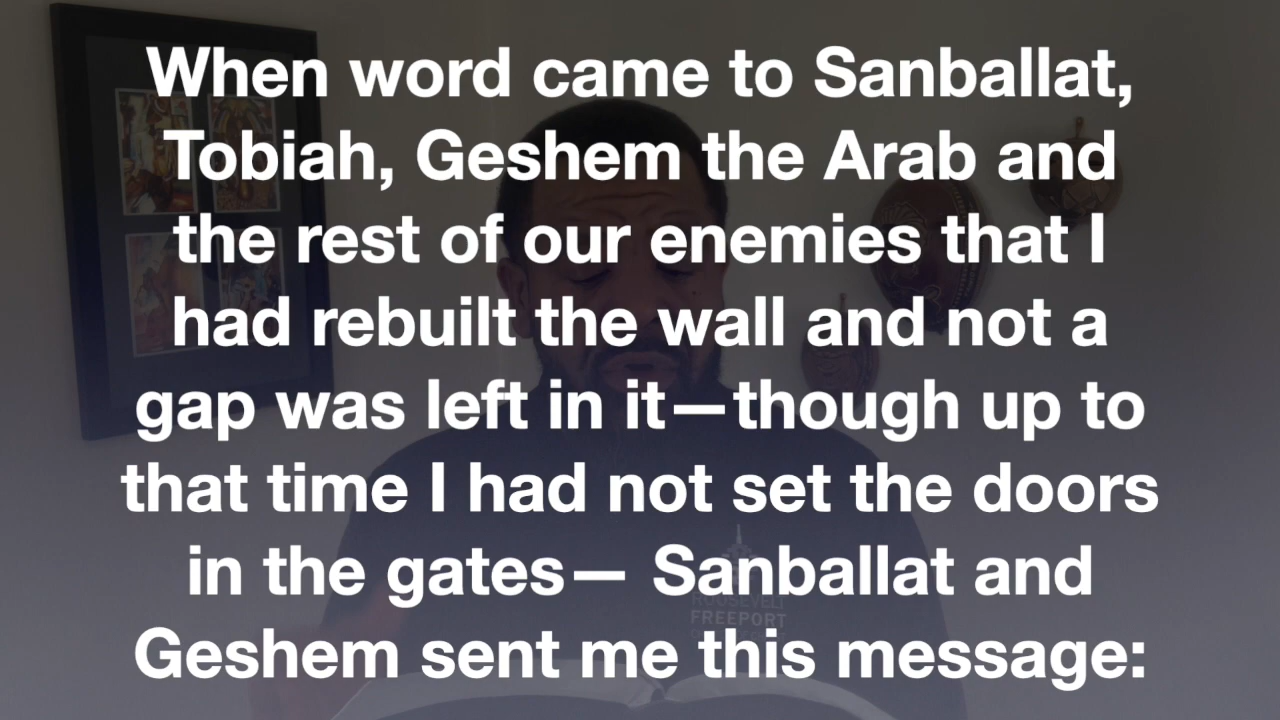 When word came to Sanballat,
Tobiah, Geshem the Arab and
the rest of our enemies that I
had rebuilt the wall and not a
gap was left in it—though up to
that time I had not set the doors
in the gates— Sanballat and
Geshem sent me this message:
ROOSEVELT
FREEPORT